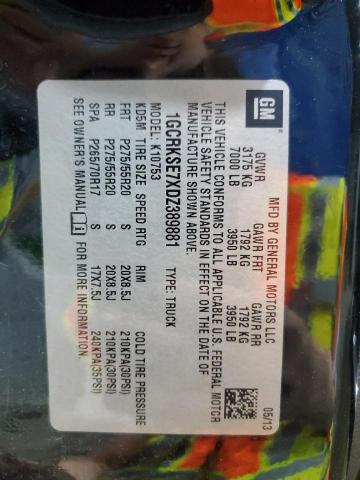 GM
MFD BY GENERAL MOTORS LLC
05/13
GVWR GAWR FRT GAWR RR
3175 KG 1792 KG 1792 KG
7000 LB 3950 LB 3950 LB
THIS VEHICLE CONFORMS TO ALL APPLICABLE U.S. FEDERAL MOTOR
VEHICLE SAFETY STANDARDS IN EFFECT ON THE DATE OF
MANUFACTURE SHOWN ABOVE.
1GCRKSE7XDZ389881 TYPE: TRUCK
MODEL: K10753
KD5M TIRE SIZE SPEED RTG RIM COLD TIRE PRESSURE
FRT P275/55R20 S 20X8.5J 210KPA(30PSI)
RR P275/55R20 S 20X8.5J 210KPA(30PSI)
SPA P265/70R17 S 17X7.5J 240KPA(35PSI)
SEE OWNER'S MANUAL FOR MORE INFORMATION.